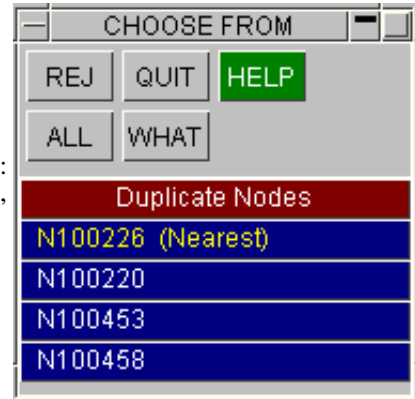 CHOOSE FROM
REJ QUIT HELP
ALL WHAT
:
,
Duplicate Nodes
N100226 (Nearest)
N100220
N100453
N100458